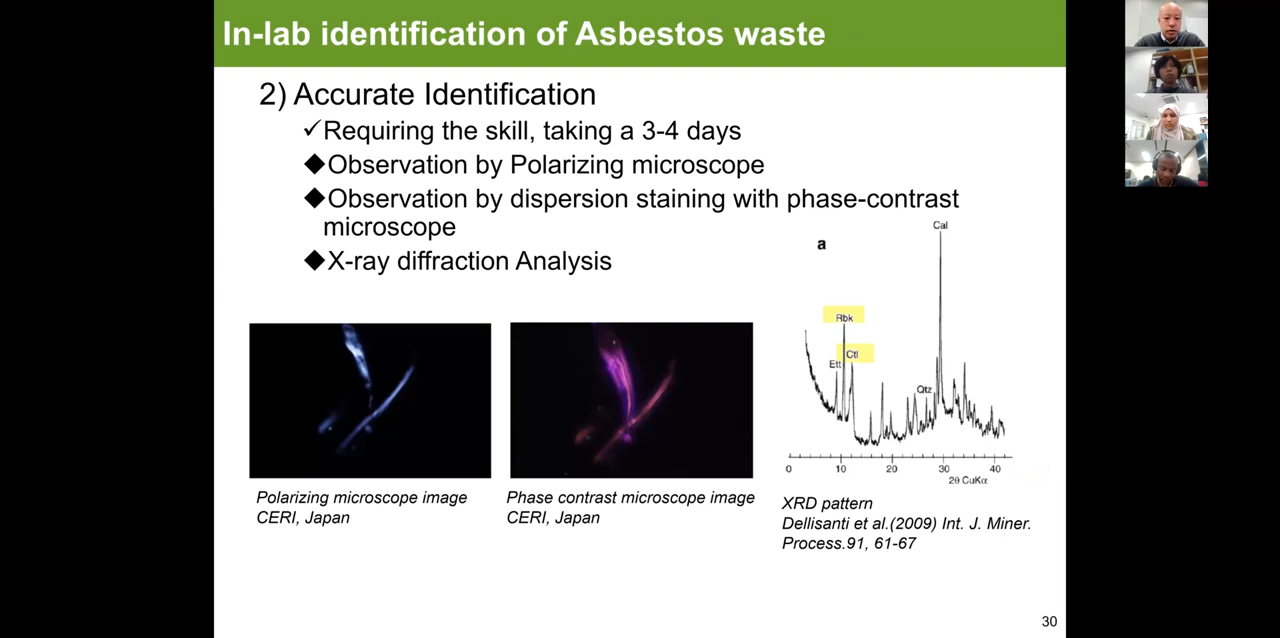 In-lab identification of Asbestos waste
2) Accurate Identification
✓Requiring the skill, taking a 3-4 days
◆Observation by Polarizing microscope
◆Observation by dispersion staining with phase-contrast
microscope
◆X-ray diffraction Analysis
a
Cal
Rbk
Ctl
Ett
Qtz
0 10 20 30 40
2θ CuKα
Polarizing microscope image
CERI, Japan
Phase contrast microscope image
CERI, Japan
XRD pattern
Dellisanti et al.(2009) Int. J. Miner.
Process.91, 61-67
30